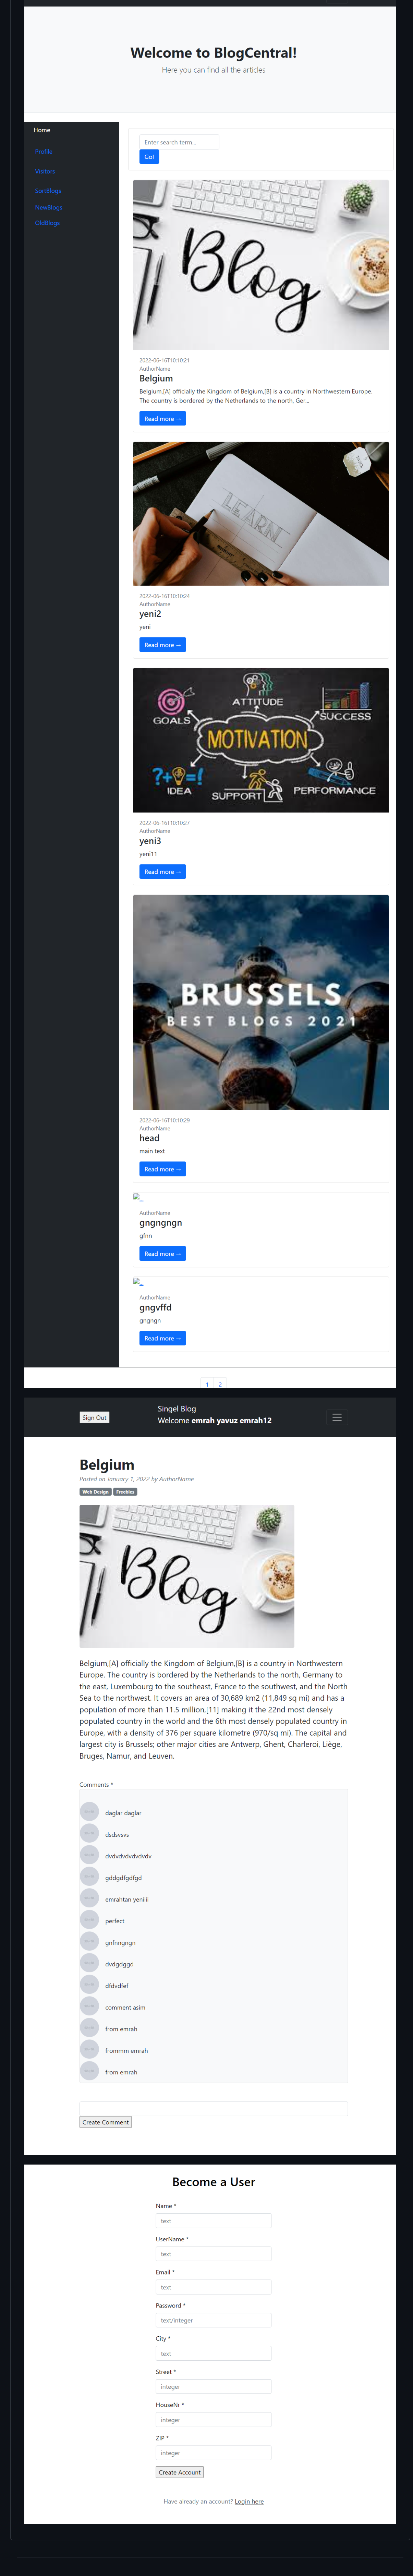 Welcome to BlogCentral!
Here you can find all the articles
Home
Profile
Visitors
SortBlogs
NewBlogs
OldBlogs
Enter search term...
Go!
Blog
2022-06-16T10:10:21
AuthorName
Belgium
Belgium,[A] officially the Kingdom of Belgium,[B] is a country in Northwestern Europe.
The country is bordered by the Netherlands to the north, Ger...
Read more →
LEARN
2022-06-16T10:10:24
AuthorName
yeni2
yeni
Read more →
GOALS
ATTITUDE
SUCCESS
MOTIVATION
IDEA
SUPPORT
PERFORMANCE
2022-06-16T10:10:27
AuthorName
yeni3
yeni11
Read more →
BRUSSELS
BEST BLOGS 2021
2022-06-16T10:10:29
AuthorName
head
main text
Read more →
AuthorName
gngngngn
gfnn
Read more →
AuthorName
gngvffd
gngngn
Read more →
1 2
Sign Out
Singel Blog
Welcome emrah yavuz emrah12
Belgium
Posted on January 1, 2022 by AuthorName
Web Design Freebies
Blog
Belgium,[A] officially the Kingdom of Belgium,[B] is a country in Northwestern
Europe. The country is bordered by the Netherlands to the north, Germany to
the east, Luxembourg to the southeast, France to the southwest, and the North
Sea to the northwest. It covers an area of 30,689 km2 (11,849 sq mi) and has a
population of more than 11.5 million,[11] making it the 22nd most densely
populated country in the world and the 6th most densely populated country in
Europe, with a density of 376 per square kilometre (970/sq mi). The capital and
largest city is Brussels; other major cities are Antwerp, Ghent, Charleroi, Liège,
Bruges, Namur, and Leuven.
Comments *
daglar daglar
dsdsvsvs
dvdvdvdvdvdvdv
gddgdfgdfgd
emrahtan yeniiii
perfect
gnfnngngn
dvdgdggd
dfdvdfef
comment asim
from emrah
frommm emrah
from emrah
Create Comment
Become a User
Name *
text
UserName *
text
Email *
text
Password *
text/integer
City *
text
Street *
integer
HouseNr *
integer
ZIP *
integer
Create Account
Have already an account? Login here